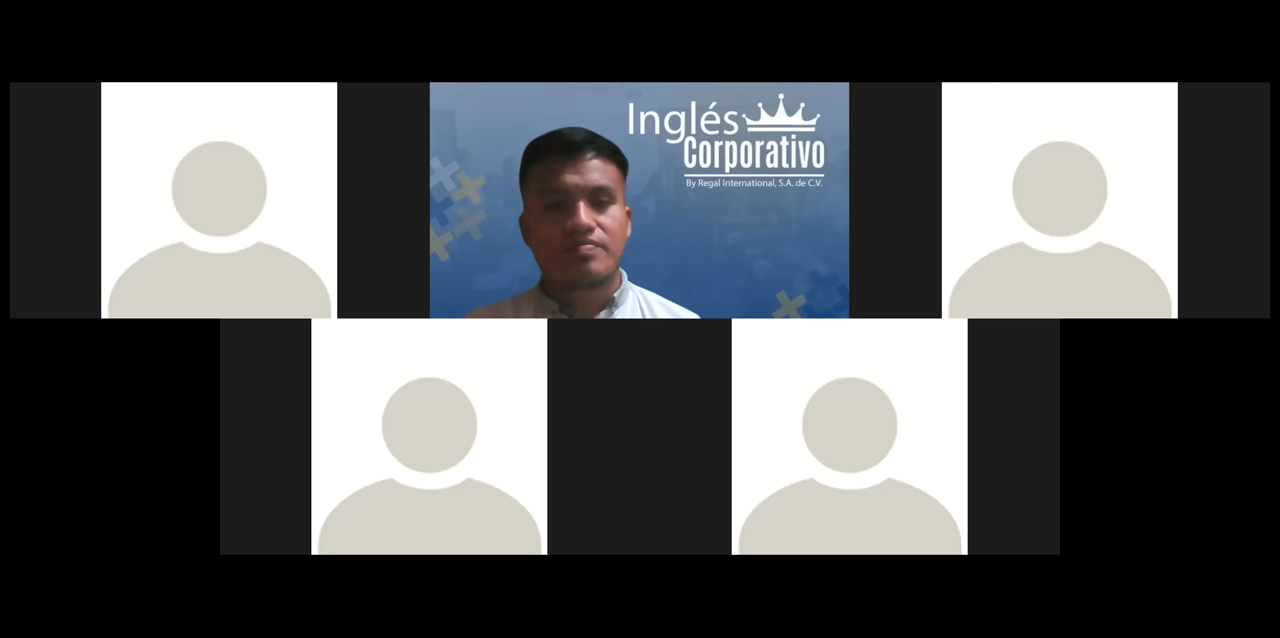 Inglés
Corporativo
By Regal International, S.A. de C.V.